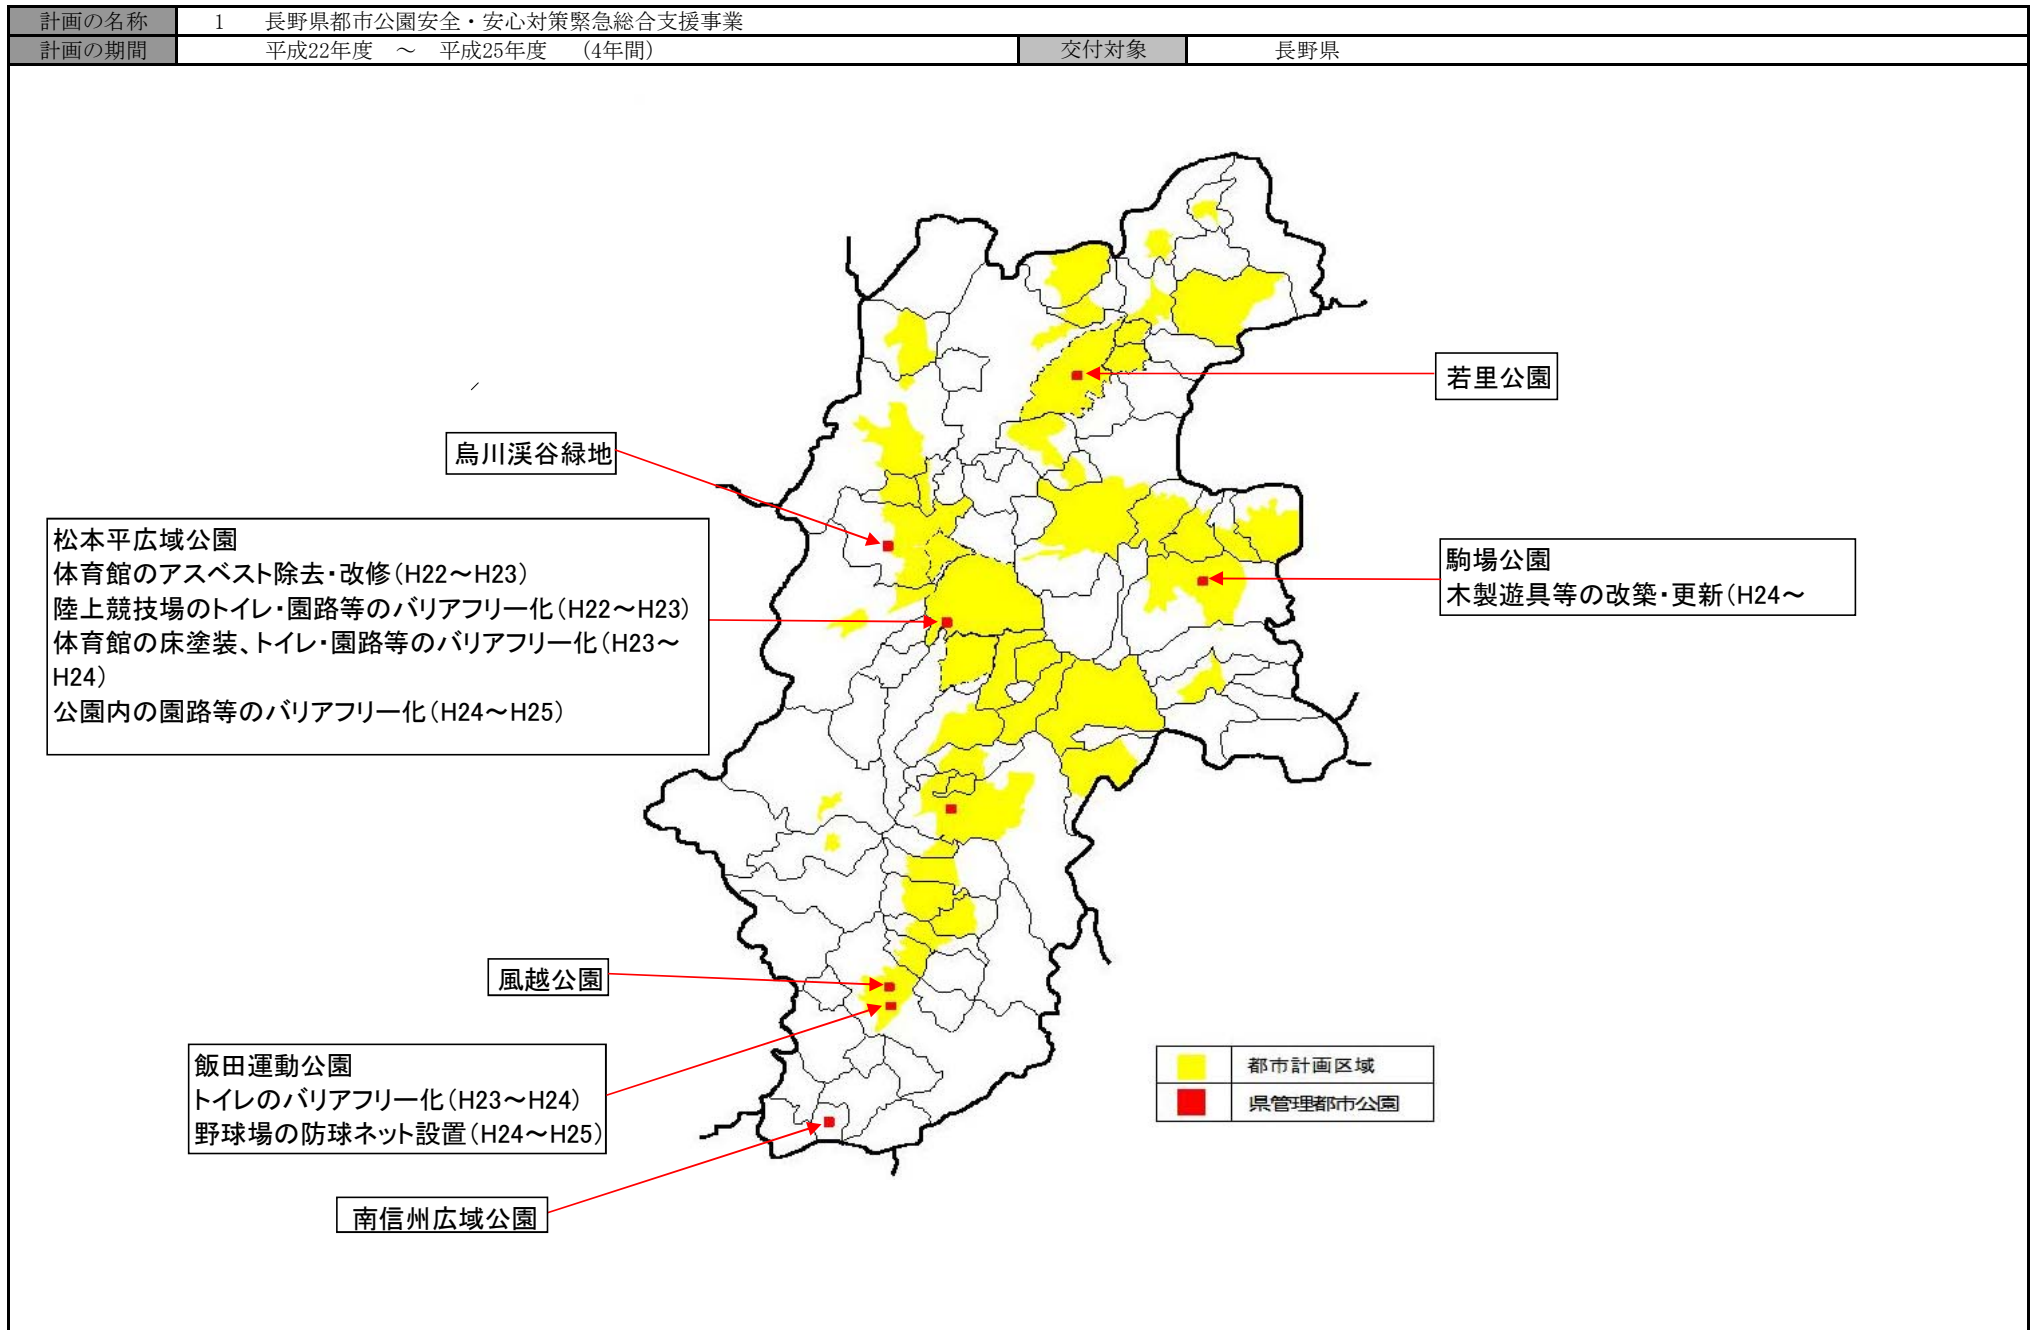 計画の名称 1 長野県都市公園安全・安心対策緊急総合支援事業
計画の期間 平成22年度 ～ 平成25年度 (4年間) 交付対象 長野県
若里公園
烏川渓谷緑地
松本平広域公園
体育館のアスベスト除去・改修(H22～H23)
陸上競技場のトイレ・園路等のバリアフリー化(H22～H23)
体育館の床塗装、トイレ・園路等のバリアフリー化(H23～
H24)
公園内の園路等のバリアフリー化(H24～H25)
駒場公園
木製遊具等の改築・更新(H24～
風越公園
飯田運動公園
トイレのバリアフリー化(H23～H24)
野球場の防球ネット設置(H24～H25)
都市計画区域
県管理都市公園
南信州広域公園